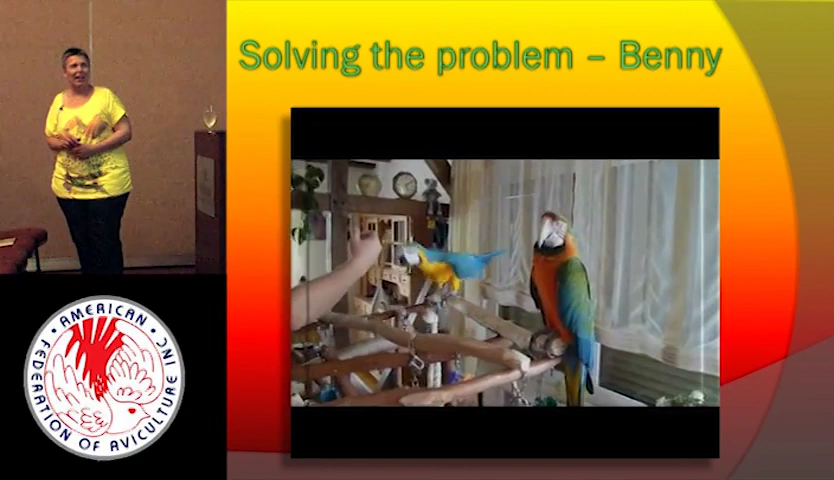 Solving the problem – Benny
AMERICAN
FEDERATION OF AVICULTURE INC.